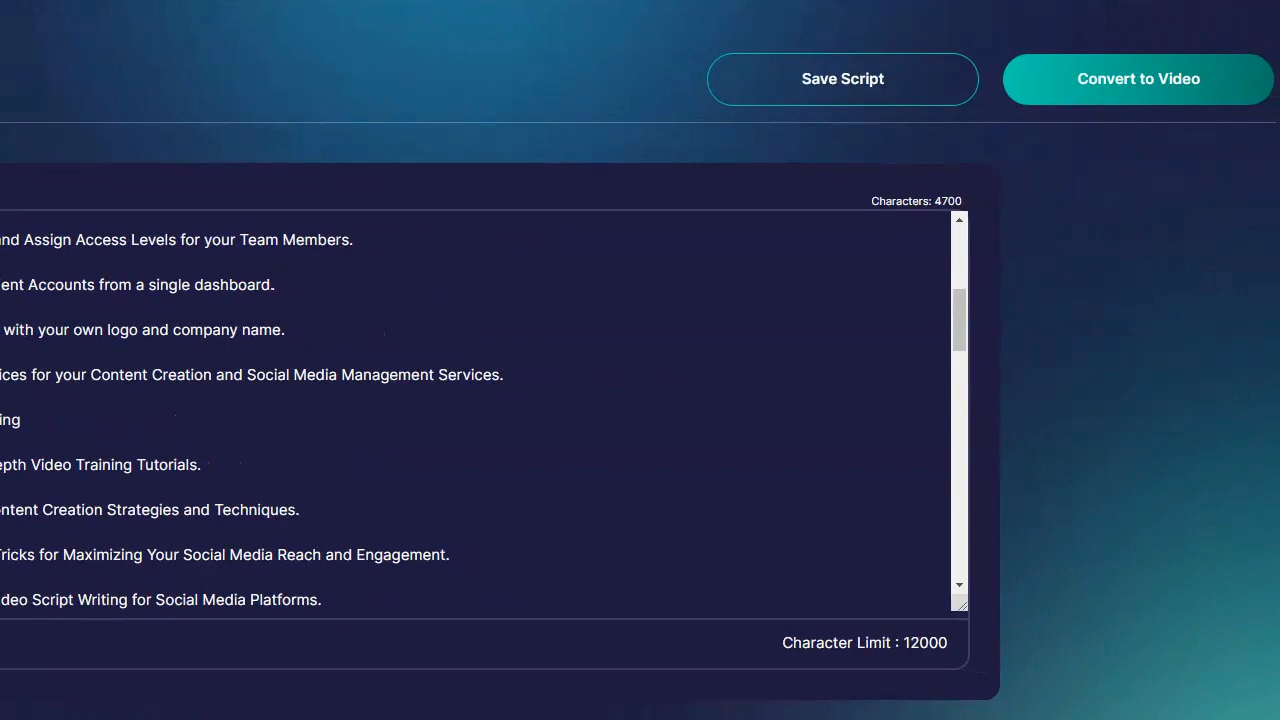 Save Script
Convert to Video
Characters: 4700
and Assign Access Levels for your Team Members.
ent Accounts from a single dashboard.
with your own logo and company name.
ices for your Content Creation and Social Media Management Services.
ing
epth Video Training Tutorials.
ontent Creation Strategies and Techniques.
Tricks for Maximizing Your Social Media Reach and Engagement.
deo Script Writing for Social Media Platforms.
Character Limit : 12000